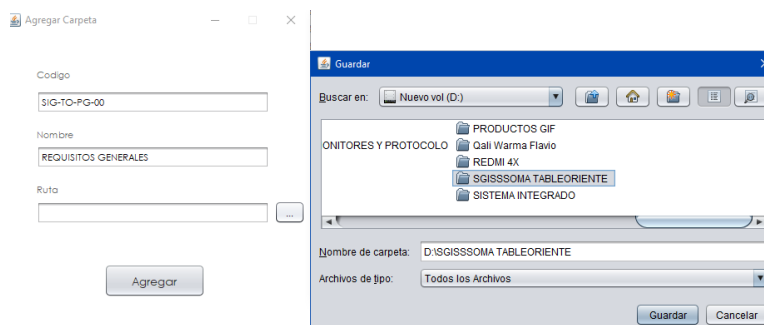 Agregar Carpeta
Codigo
SIG-TO-PG-00
Nombre
REQUISITOS GENERALES
Ruta
...
Agregar
Guardar
Buscar en: Nuevo vol (D:)
ONITORES Y PROTOCOLO
PRODUCTOS GIF
Qali Warma Flavio
REDMI 4X
SGISSSOMA TABLEORIENTE
SISTEMA INTEGRADO
Nombre de carpeta: D:\SGISSSOMA TABLEORIENTE
Archivos de tipo: Todos los Archivos
Guardar Cancelar